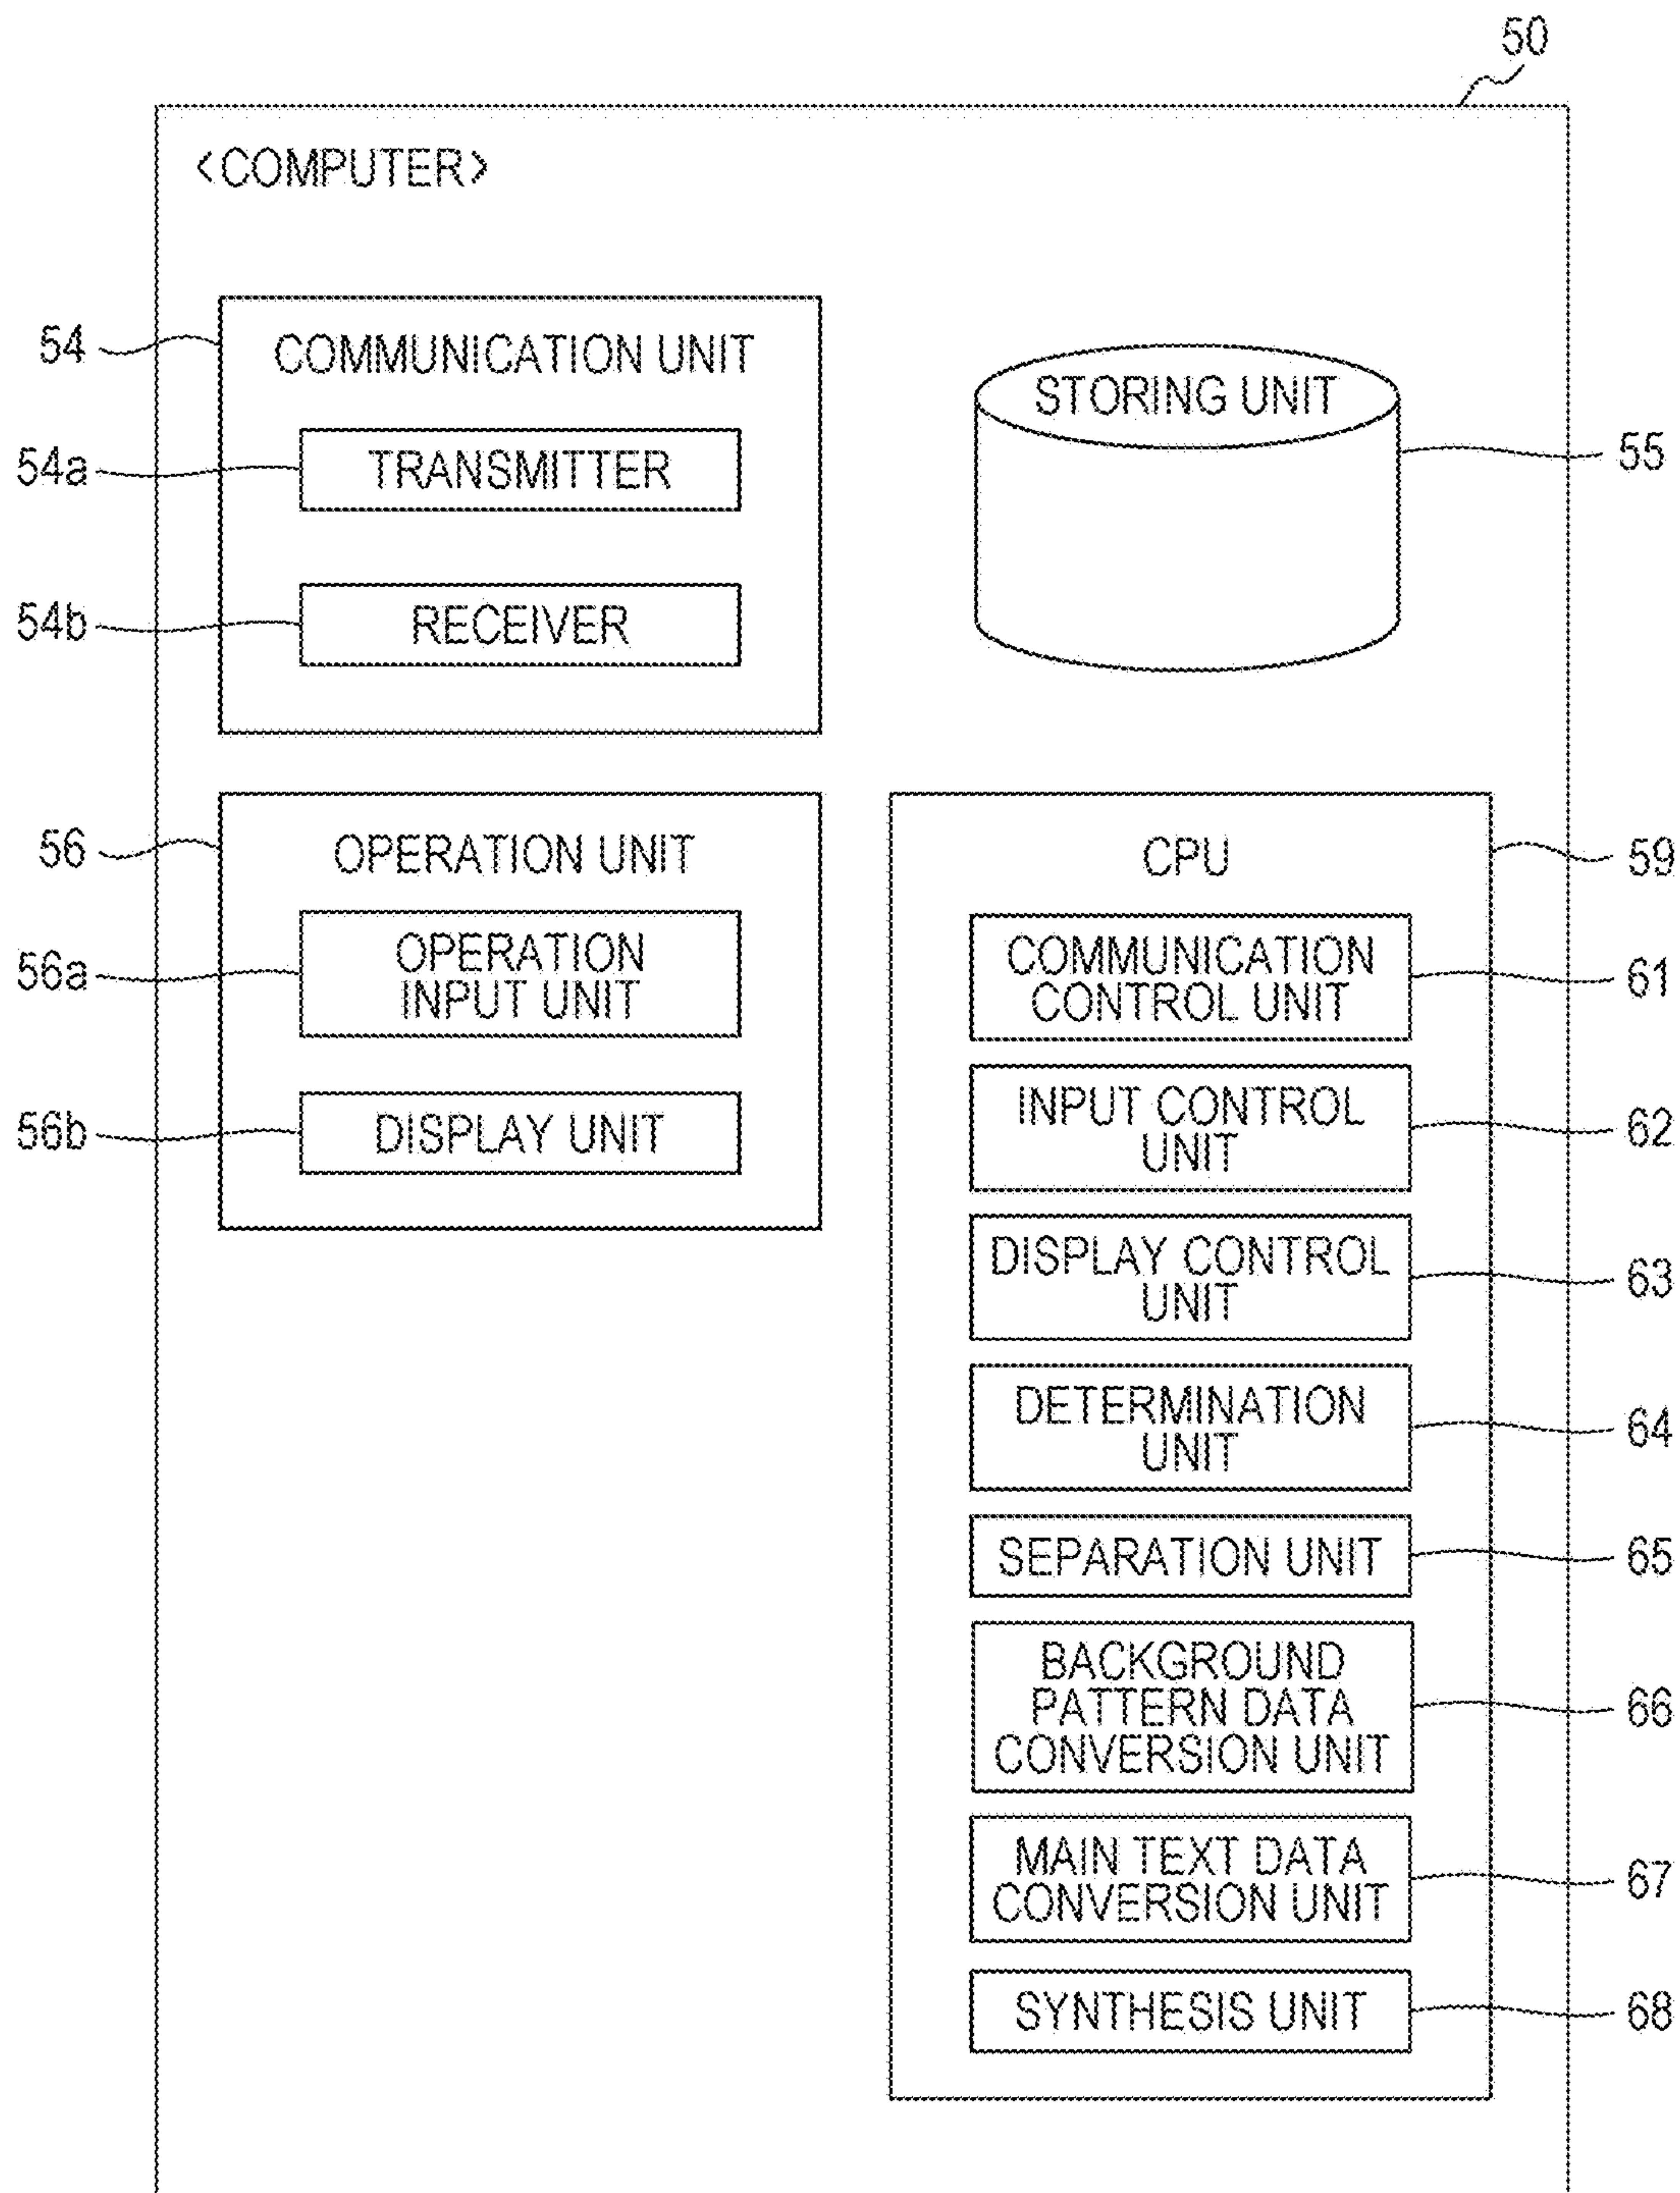 50
<COMPUTER>
54
COMMUNICATION UNIT
54a
TRANSMITTER
54b
RECEIVER
STORING UNIT
55
56
OPERATION UNIT
56a
OPERATION
INPUT UNIT
56b
DISPLAY UNIT
CPU
59
COMMUNICATION
CONTROL UNIT
61
INPUT CONTROL
UNIT
62
DISPLAY CONTROL
UNIT
63
DETERMINATION
UNIT
64
SEPARATION UNIT
65
BACKGROUND
PATTERN DATA
CONVERSION UNIT
66
MAIN TEXT DATA
CONVERSION UNIT
67
SYNTHESIS UNIT
68